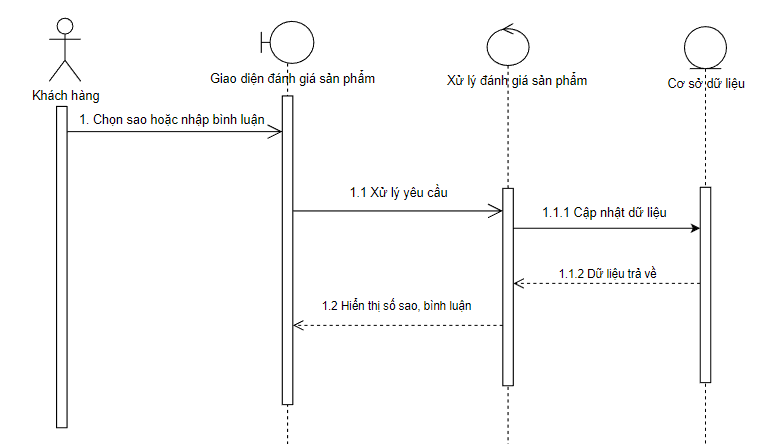 Khách hàng
Giao diện đánh giá sản phẩm
Xử lý đánh giá sản phẩm
Cơ sở dữ liệu
1. Chọn sao hoặc nhập bình luận
1.1 Xử lý yêu cầu
1.1.1 Cập nhật dữ liệu
1.1.2 Dữ liệu trả về
1.2 Hiển thị số sao, bình luận